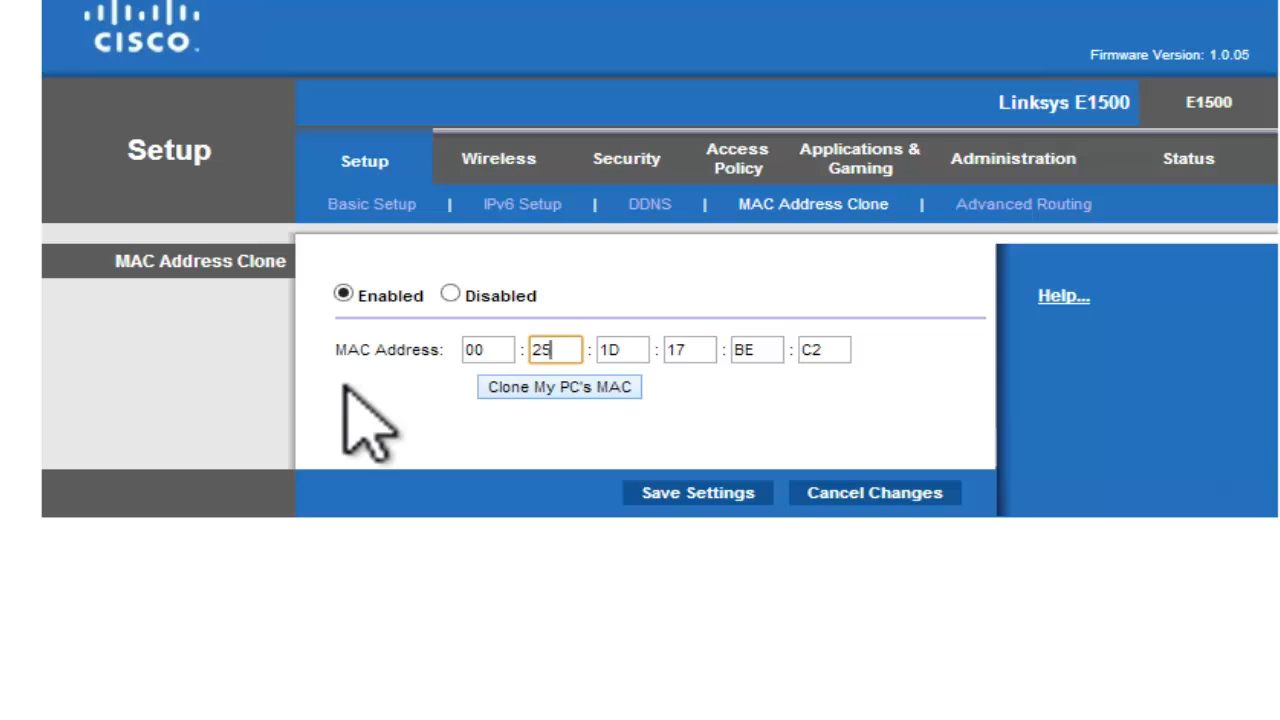 CISCO.
Firmware Version: 1.0.05
Linksys E1500 E1500
Setup
Setup Wireless Security Access Policy Applications & Gaming Administration Status
Basic Setup | IPv6 Setup | DDNS | MAC Address Clone | Advanced Routing
MAC Address Clone
Enabled Disabled
Help...
MAC Address: 00 : 25 : 1D : 17 : BE : C2
Clone My PC's MAC
Save Settings Cancel Changes